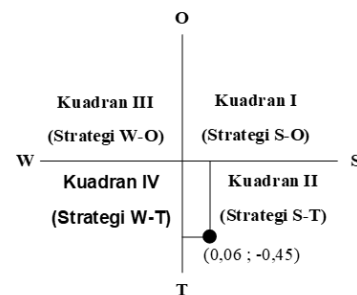 O
Kuadran III
(Strategi W-O)
Kuadran I
(Strategi S-O)
W
S
Kuadran IV
(Strategi W-T)
Kuadran II
(Strategi S-T)
(0,06 ; -0,45)
T